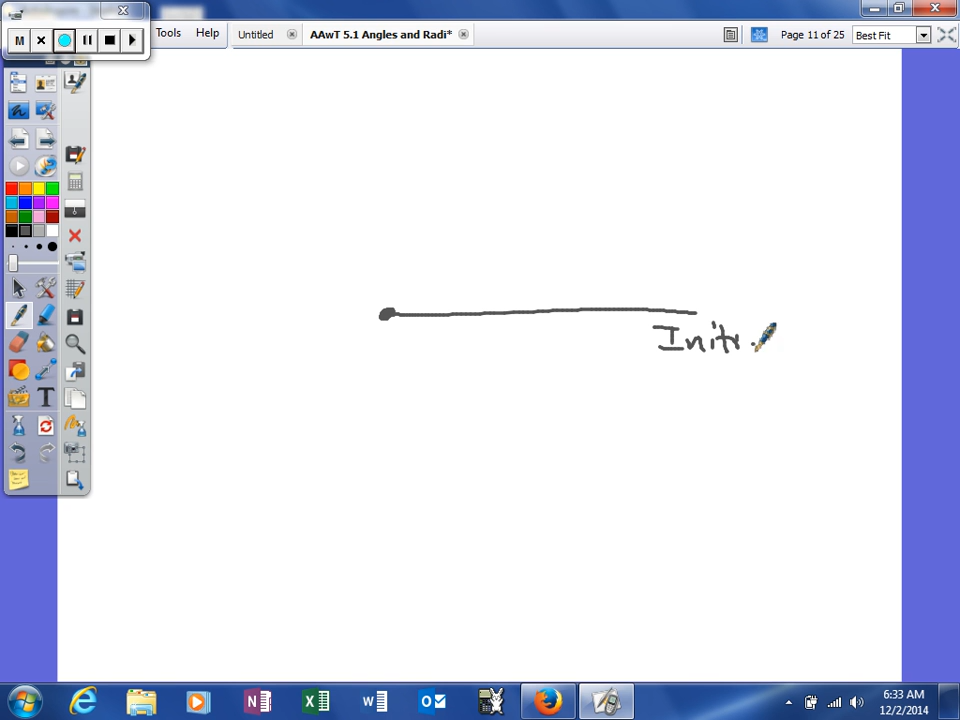 Tools Help Untitled AAwT 5.1 Angles and Radi* Page 11 of 25 Best Fit
M
Initr
T
N X W O
6:33 AM
12/2/2014